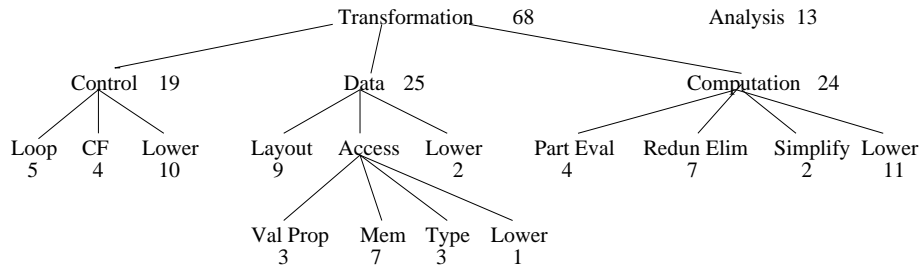 Transformation 68 Analysis 13
Control 19 Data 25 Computation 24
Loop CF Lower Layout Access Lower Part Eval Redun Elim Simplify Lower
5 4 10 9 2 4 7 2 11
Val Prop Mem Type Lower
3 7 3 1